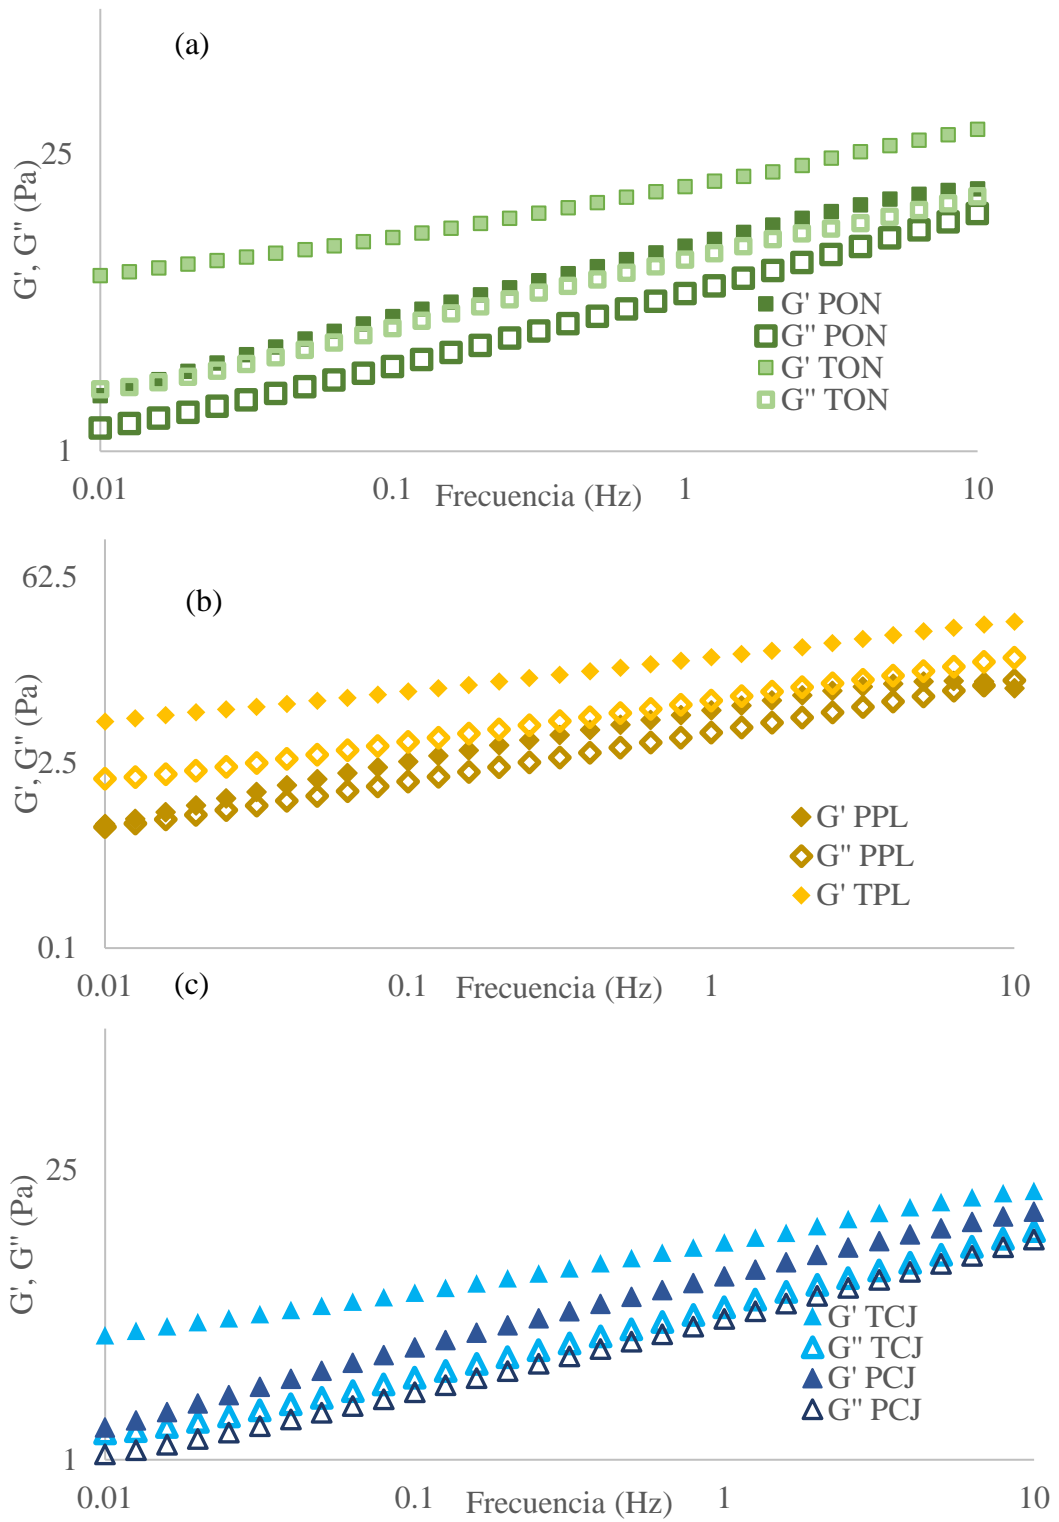 (a)
G', G" (Pa)
25
1
0.01
0.1
1
10
Frecuencia (Hz)
G' PON
G" PON
G' TON
G" TON
(b)
G', G" (Pa)
62.5
2.5
0.1
0.01
0.1
1
10
Frecuencia (Hz)
G' PPL
G" PPL
G' TPL
(c)
G', G" (Pa)
25
1
0.01
0.1
1
10
Frecuencia (Hz)
G' TCJ
G" TCJ
G' PCJ
G" PCJ